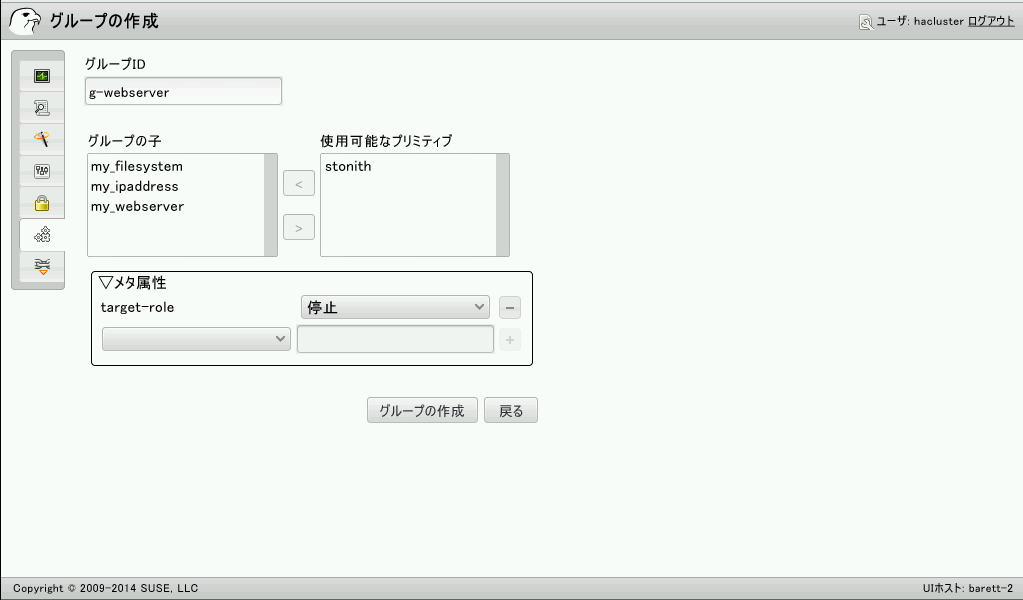 グループの作成
ユーザ: hacluster ログアウト
グループID
g-webserver
グループの子
使用可能なプリミティブ
my_filesystem
my_ipaddress
my_webserver
<
>
stonith
▽メタ属性
target-role
停止
−
+
グループの作成
戻る
Copyright © 2009-2014 SUSE, LLC
UIホスト: barett-2